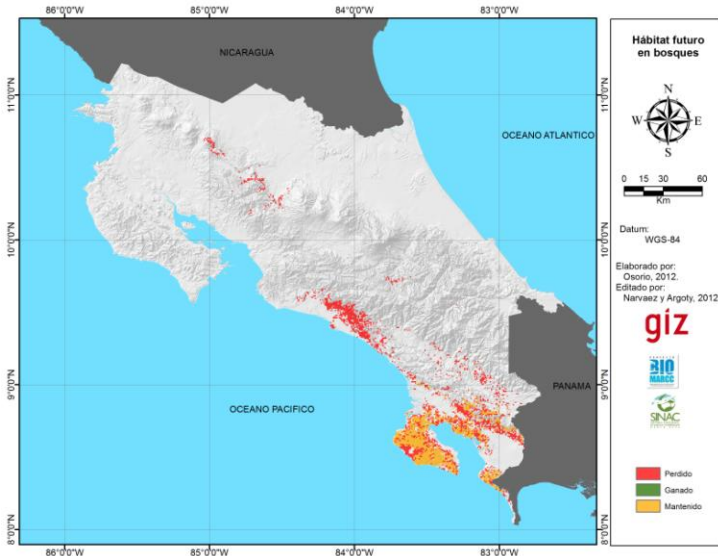 86°0'0"W
85°0'0"W
84°0'0"W
83°0'0"W
NICARAGUA
OCEANO ATLANTICO
OCEANO PACIFICO
PANAMA
11°0'0"N
10°0'0"N
9°0'0"N
8°0'0"N
11°0'0"N
10°0'0"N
9°0'0"N
8°0'0"N
86°0'0"W
85°0'0"W
84°0'0"W
83°0'0"W
Hábitat futuro
en bosques
N
W E
S
0 15 30 60
Km
Datum:
WGS-84
Elaborado por:
Osorio, 2012.
Editado por:
Narvaez y Argoty, 2012
giz
BIO
MARCC
SINAC
Perdido
Ganado
Mantenido